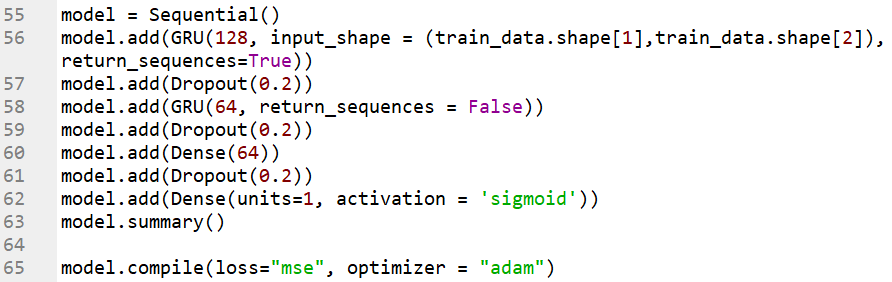 55 model = Sequential()
56 model.add(GRU(128, input_shape = (train_data.shape[1],train_data.shape[2]),
return_sequences=True))
57 model.add(Dropout(0.2))
58 model.add(GRU(64, return_sequences = False))
59 model.add(Dropout(0.2))
60 model.add(Dense(64))
61 model.add(Dropout(0.2))
62 model.add(Dense(units=1, activation = 'sigmoid'))
63 model.summary()
64
65 model.compile(loss="mse", optimizer = "adam")